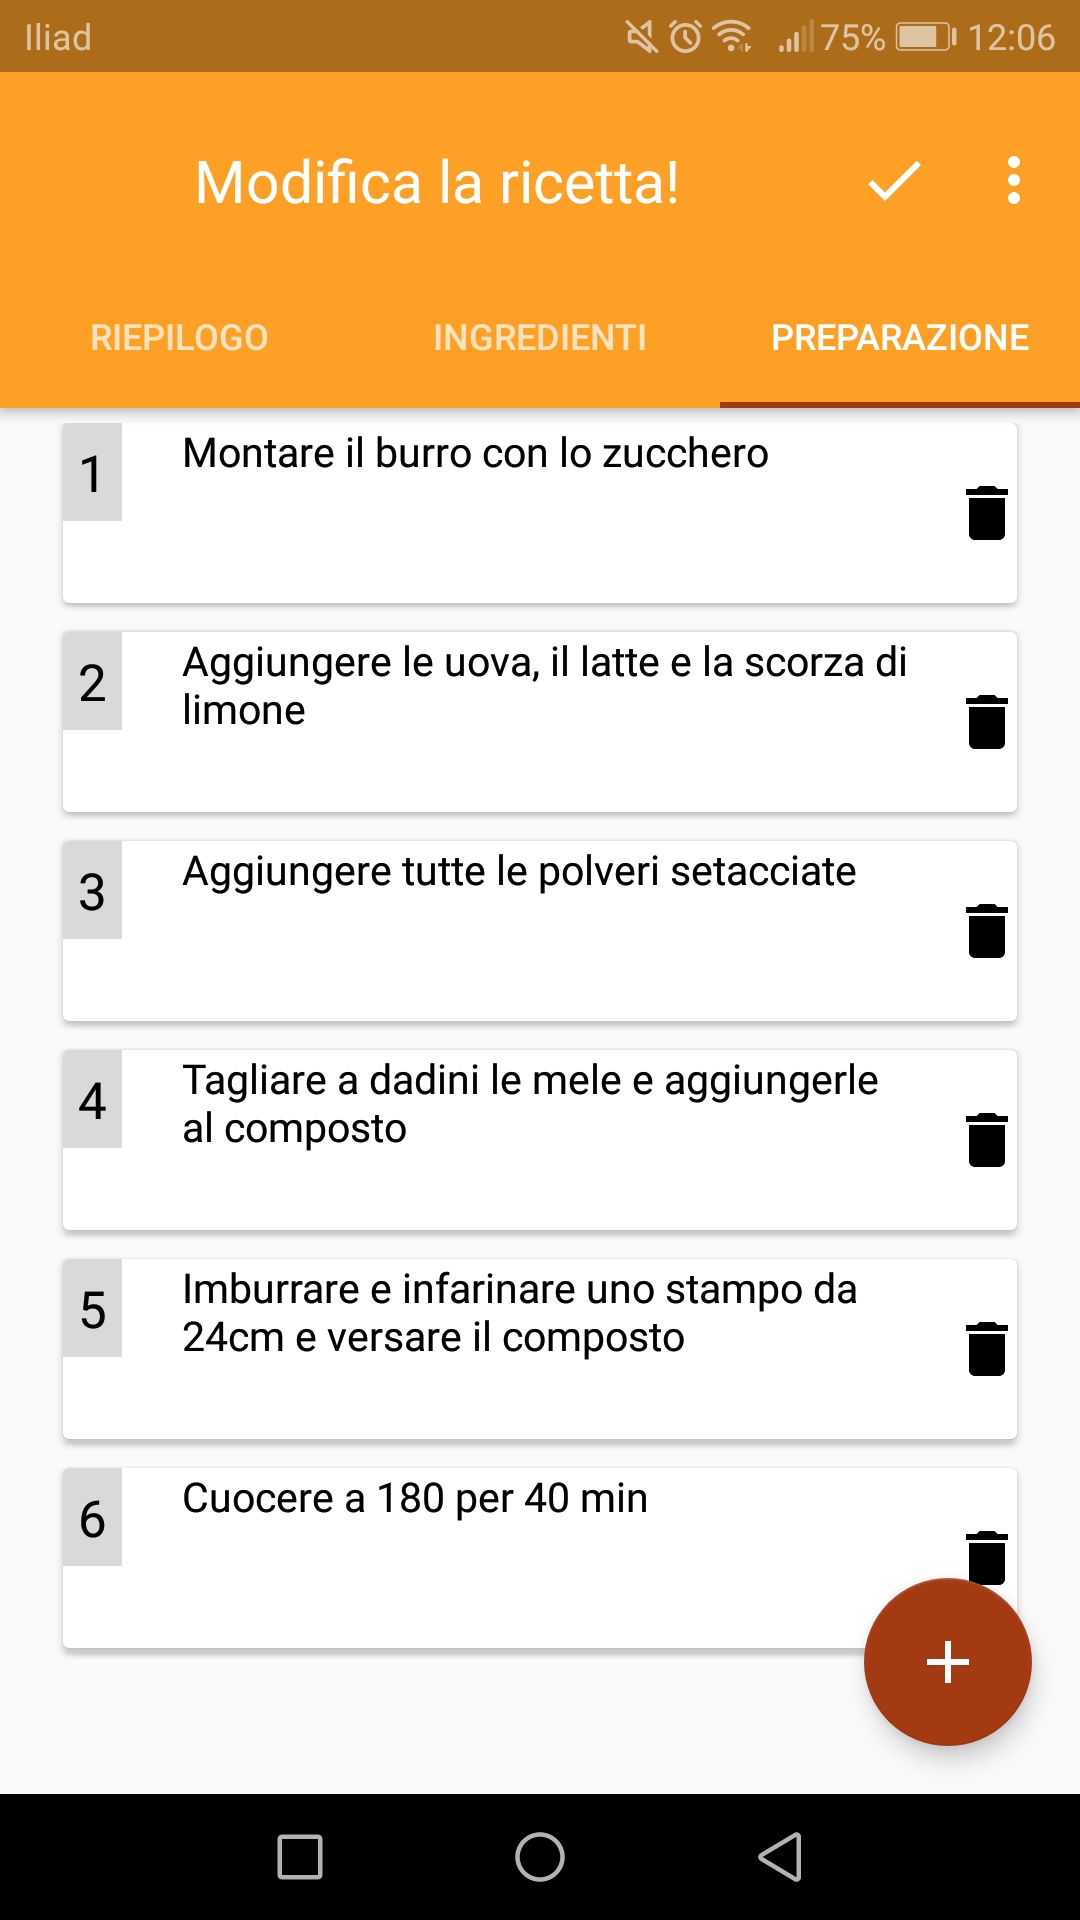 Iliad
75% 12:06
Modifica la ricetta!
RIEPILOGO INGREDIENTI PREPARAZIONE
1 Montare il burro con lo zucchero
2 Aggiungere le uova, il latte e la scorza di
limone
3 Aggiungere tutte le polveri setacciate
4 Tagliare a dadini le mele e aggiungerle
al composto
5 Imburrare e infarinare uno stampo da
24cm e versare il composto
6 Cuocere a 180 per 40 min